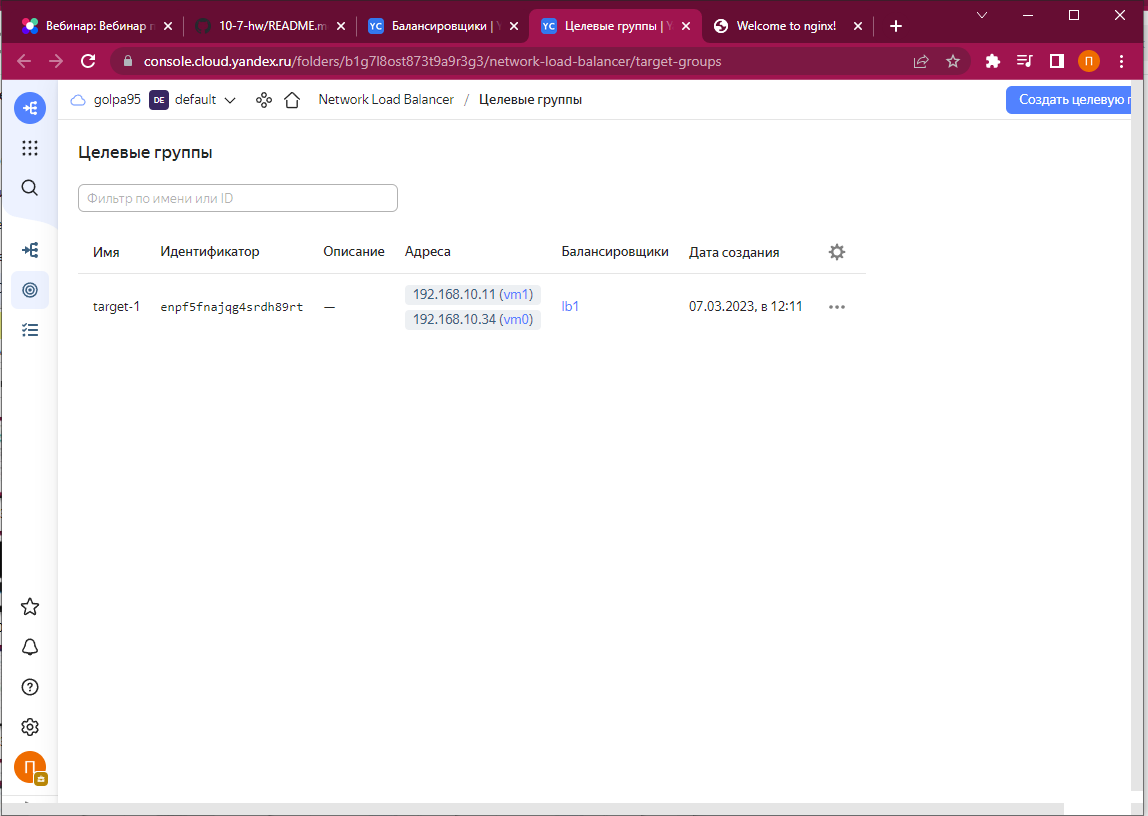 Вебинар: Вебинар п
10-7-hw/README.m
YC Балансировщики | Y
YC Целевые группы | Y
Welcome to nginx!
console.cloud.yandex.ru/folders/b1g7l8ost873t9a9r3g3/network-load-balancer/target-groups
П
golpa95 DE default Network Load Balancer / Целевые группы
Создать целевую г
Целевые группы
Фильтр по имени или ID
Имя Идентификатор Описание Адреса Балансировщики Дата создания
target-1 enpf5fnajqg4srdh89rt — 192.168.10.11 (vm1) lb1 07.03.2023, в 12:11
192.168.10.34 (vm0)
П